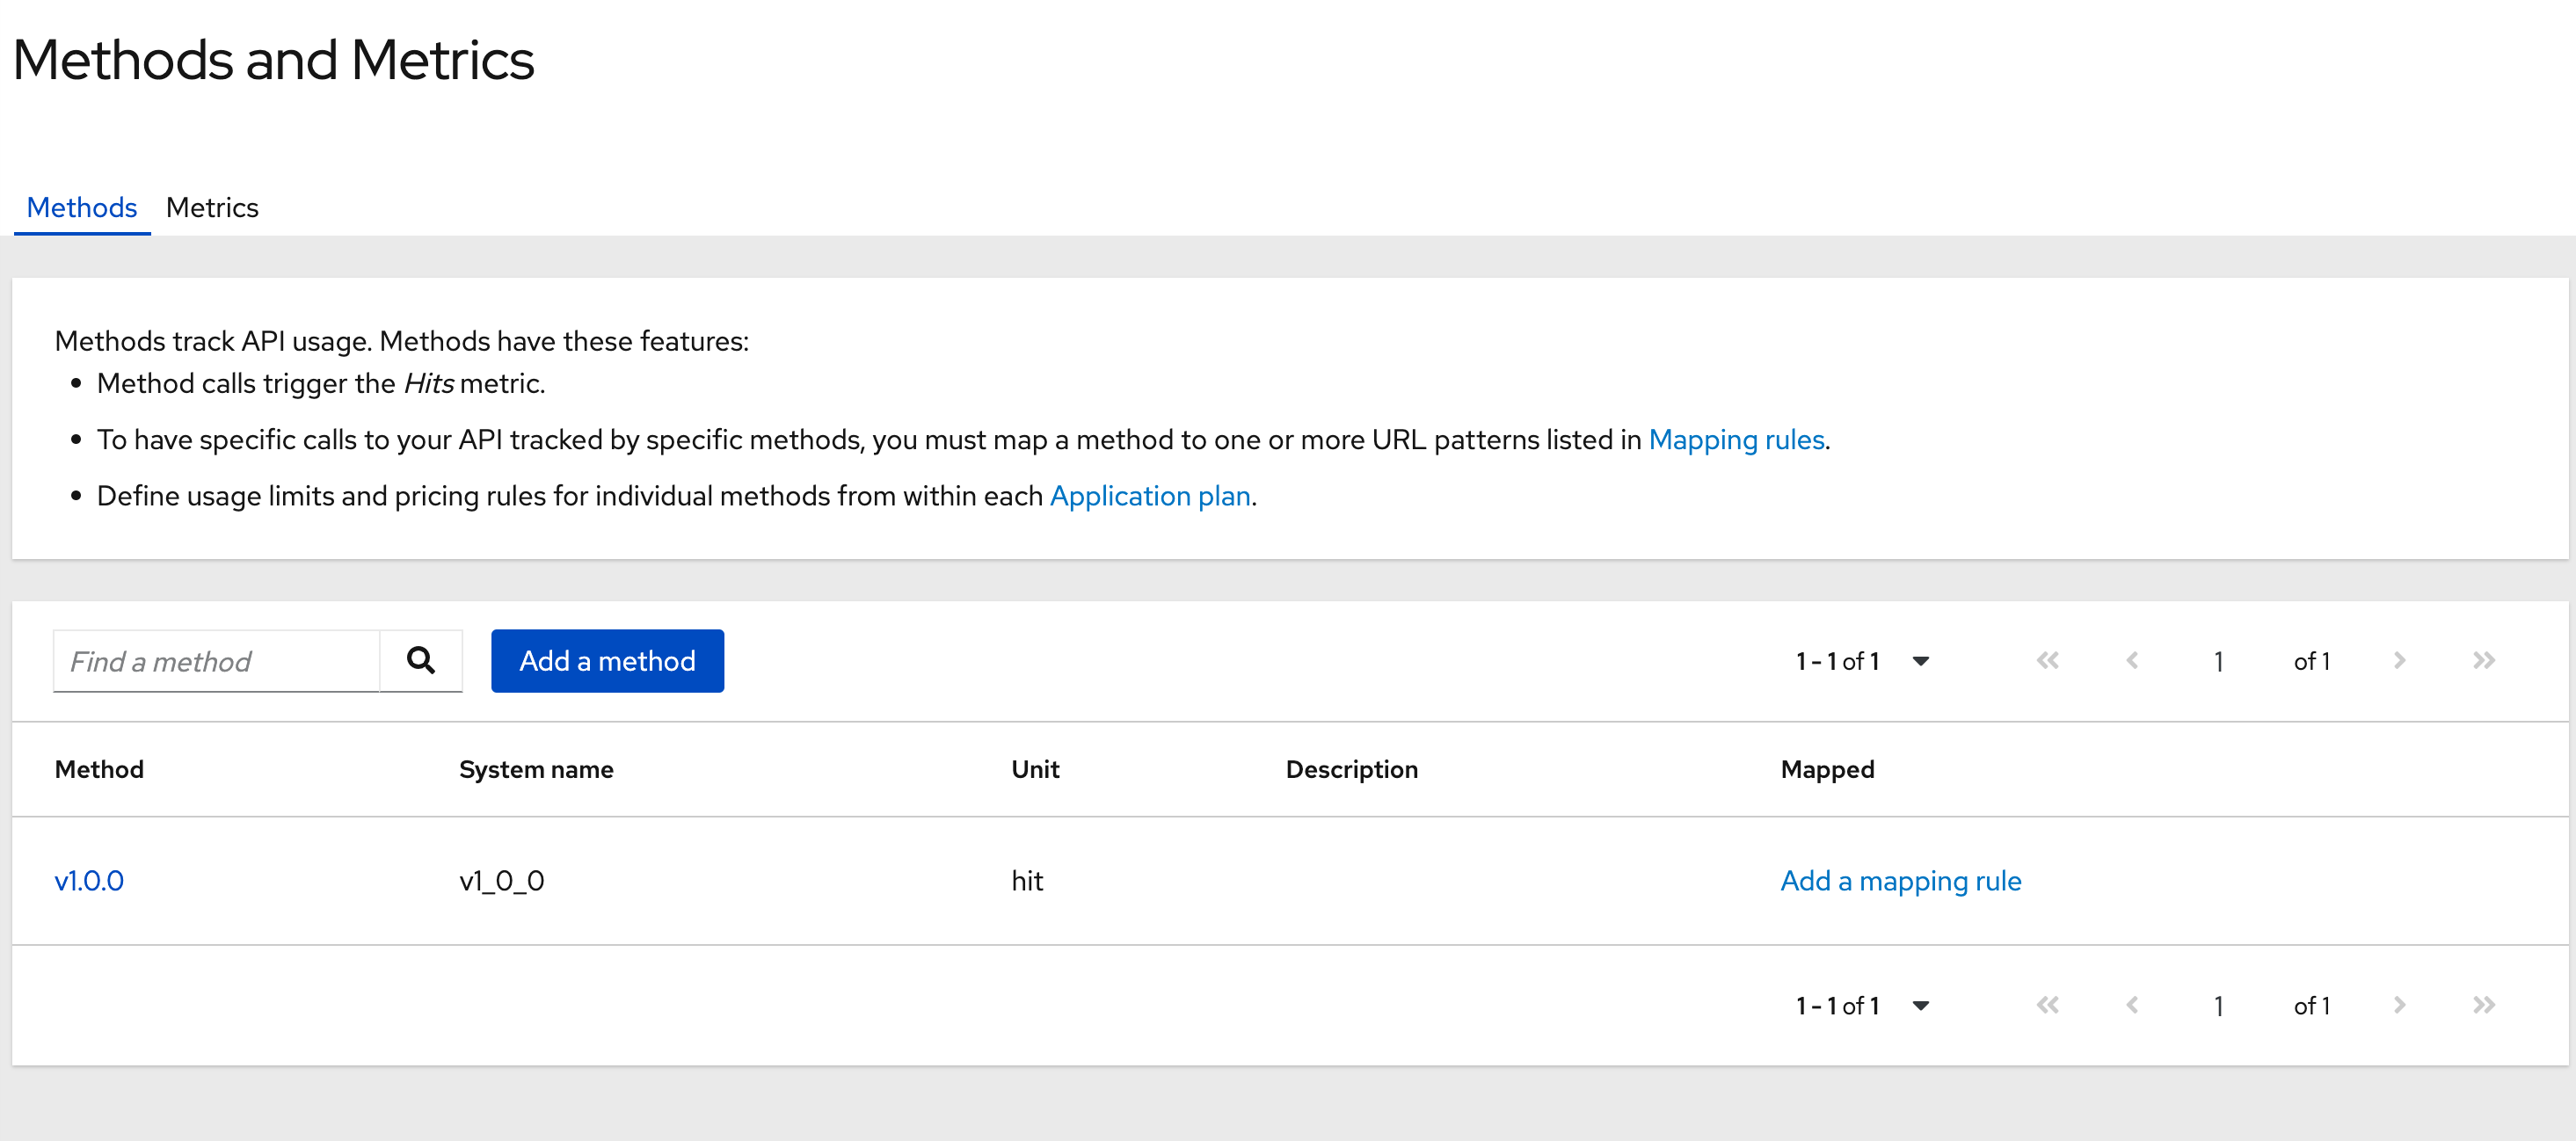 Methods and Metrics
Methods Metrics
Methods track API usage. Methods have these features:
Method calls trigger the Hits metric.
To have specific calls to your API tracked by specific methods, you must map a method to one or more URL patterns listed in Mapping rules.
Define usage limits and pricing rules for individual methods from within each Application plan.
Find a method Add a method 1 - 1 of 1 1 of 1
Method System name Unit Description Mapped
v1.0.0 v1_0_0 hit Add a mapping rule
1 - 1 of 1 1 of 1